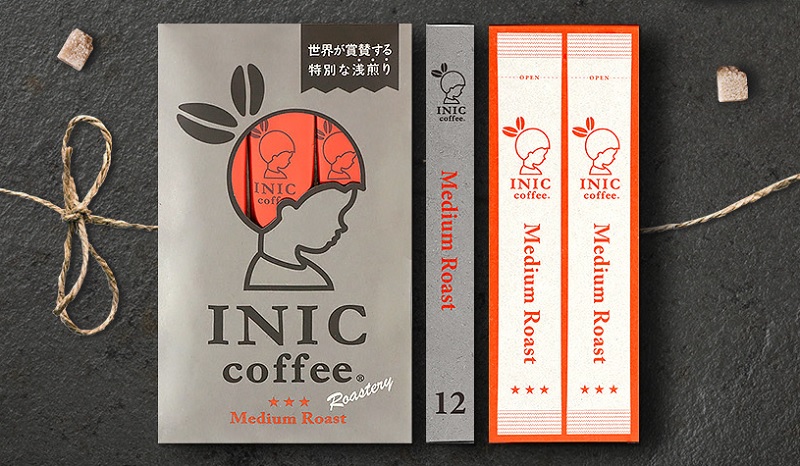 世界が賞賛する
特別な浅煎り
INIC
coffee®
INIC
coffee®
Roastery
★★★
Medium Roast
INIC
coffee.
Medium Roast
12
OPEN
INIC
coffee.
Medium Roast
★★★
OPEN
INIC
coffee.
Medium Roast
★★★